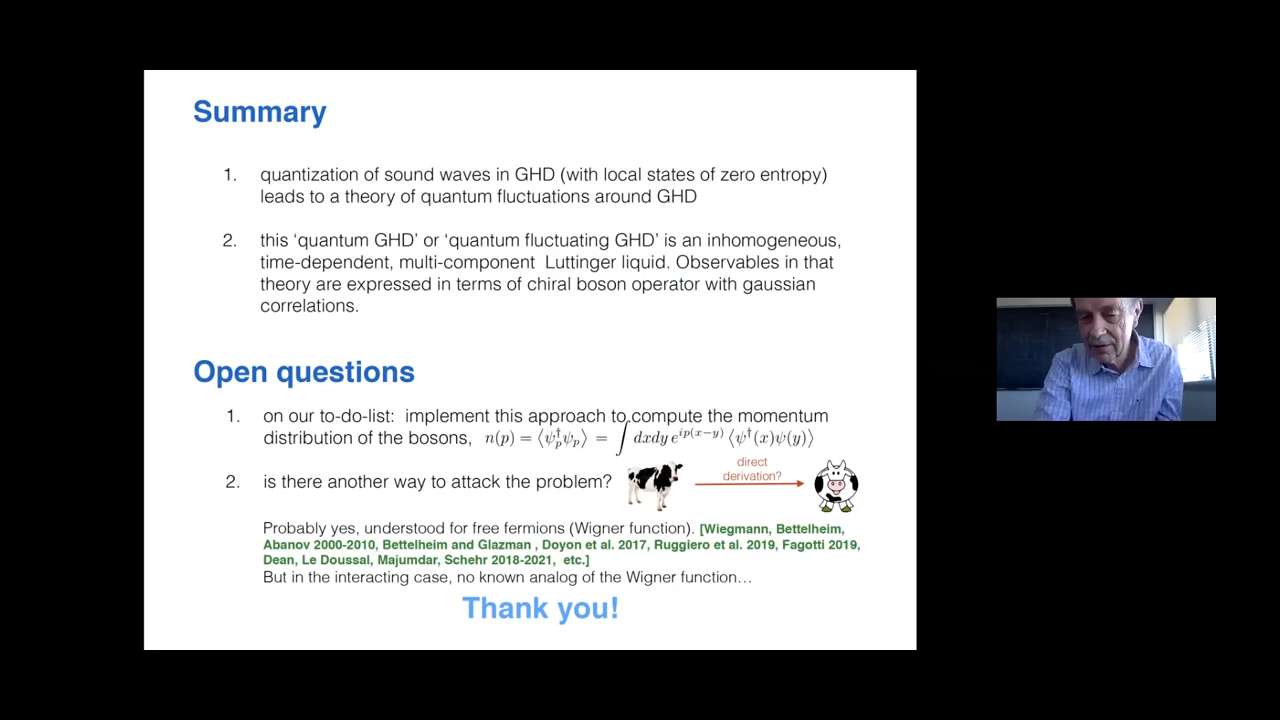 Summary
1. quantization of sound waves in GHD (with local states of zero entropy)
leads to a theory of quantum fluctuations around GHD
2. this ‘quantum GHD’ or ‘quantum fluctuating GHD’ is an inhomogeneous,
time-dependent, multi-component Luttinger liquid. Observables in that
theory are expressed in terms of chiral boson operator with gaussian
correlations.
Open questions
1. on our to-do-list: implement this approach to compute the momentum
distribution of the bosons, n(p) = ⟨ψ†_p ψ_p⟩ = ∫ dxdy e^{ip(x−y)} ⟨ψ†(x)ψ(y)⟩
2. is there another way to attack the problem?
direct
derivation?
Probably yes, understood for free fermions (Wigner function). [Wiegmann, Bettelheim,
Abanov 2000-2010, Bettelheim and Glazman , Doyon et al. 2017, Ruggiero et al. 2019, Fagotti 2019,
Dean, Le Doussal, Majumdar, Schehr 2018-2021, etc.]
But in the interacting case, no known analog of the Wigner function…
Thank you!